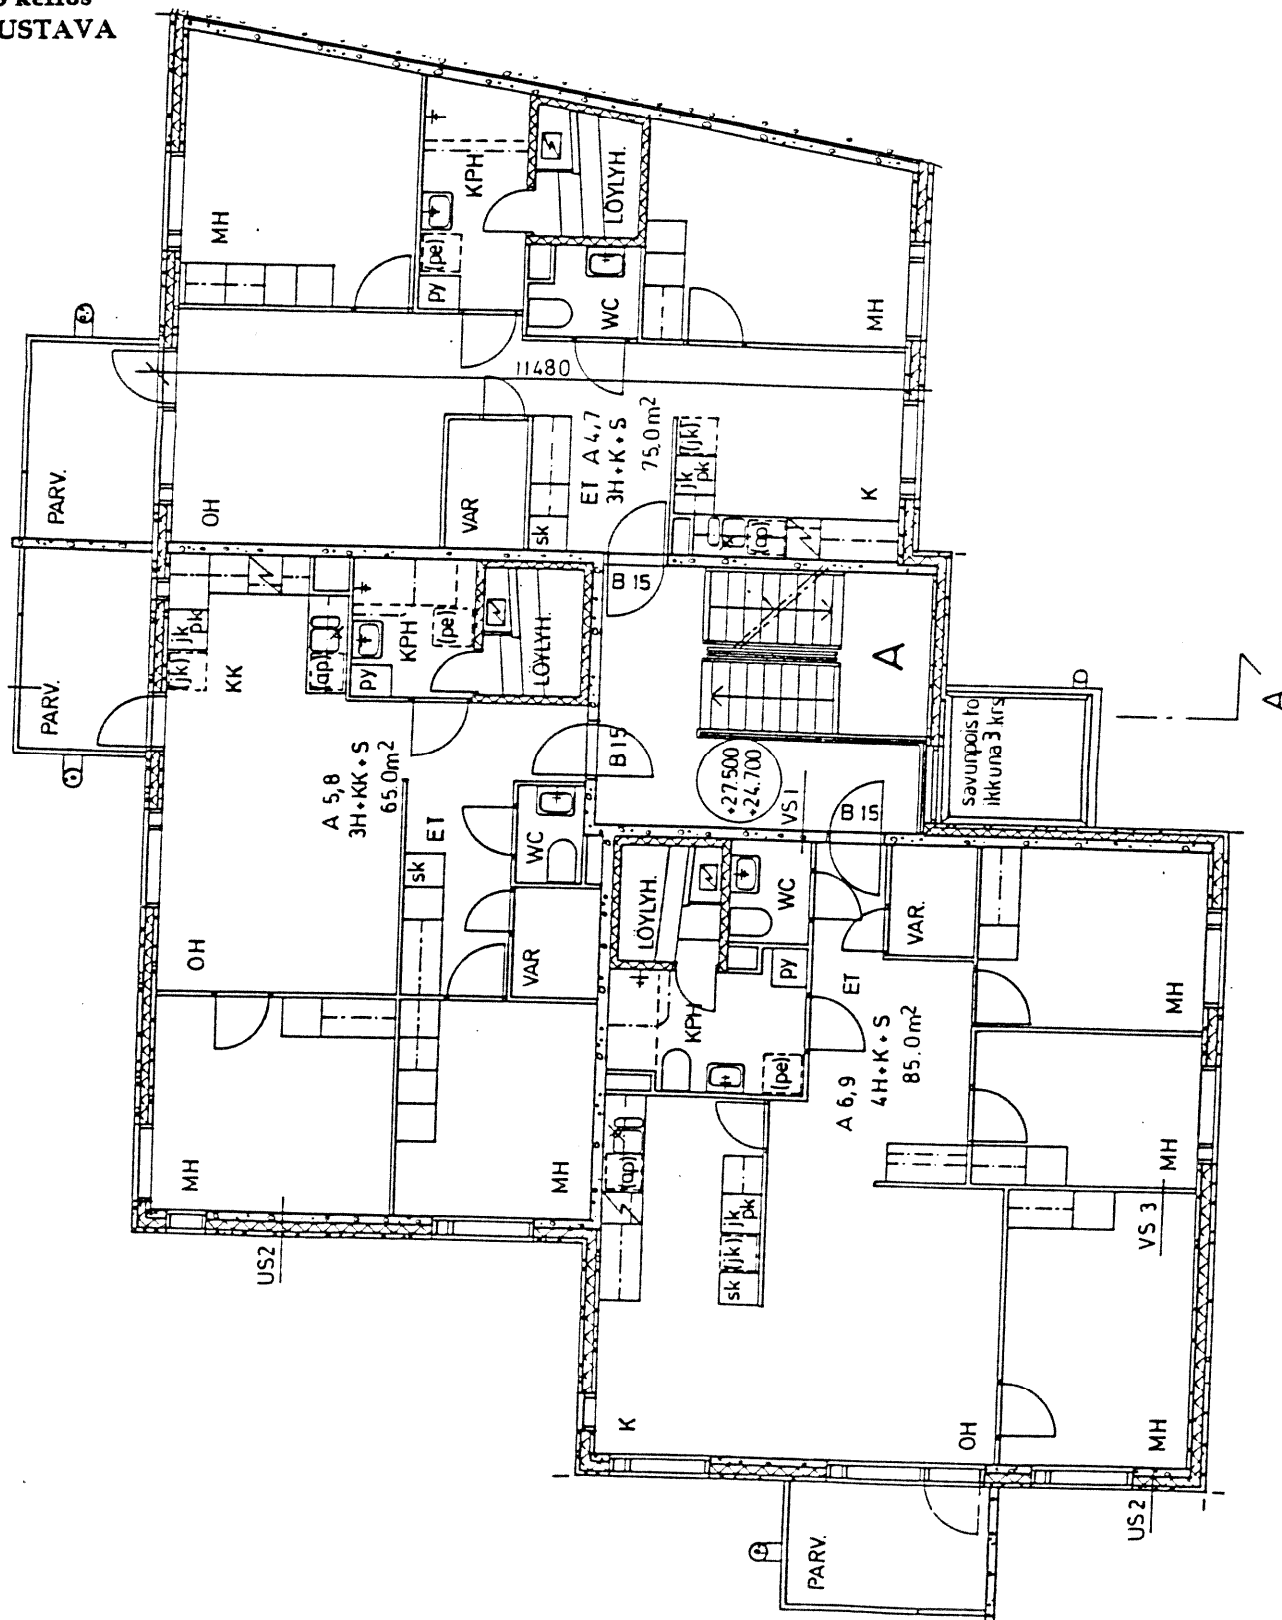 kerros
USTAVA
MH
KPH
(pe)
py
LÖYLYH.
WC
MH
PARV.
OH
11480
VAR
sk
ET A 4,7
3H+K+S
75,0m²
jk
pk
(jk)
K
(ap)
PARV.
(jk)
jk
pk
KK
(ap)
py
KPH
(pe)
LÖYLYH.
B 15
B 15
A
A 5,8
3H+KK+S
65.0m²
ET
sk
WC
VAR
OH
MH
MH
US2
+27.500
+24.700
VS1
B 15
savunpoisto
ikkuna 3 krs
A
LÖYLYH.
WC
py
KPH
(pe)
ET
VAR.
MH
A 6,9
4H+K+S
85.0m²
MH
(ap)
jk
pk
(jk)
sk
K
OH
VS 3
MH
US2
PARV.